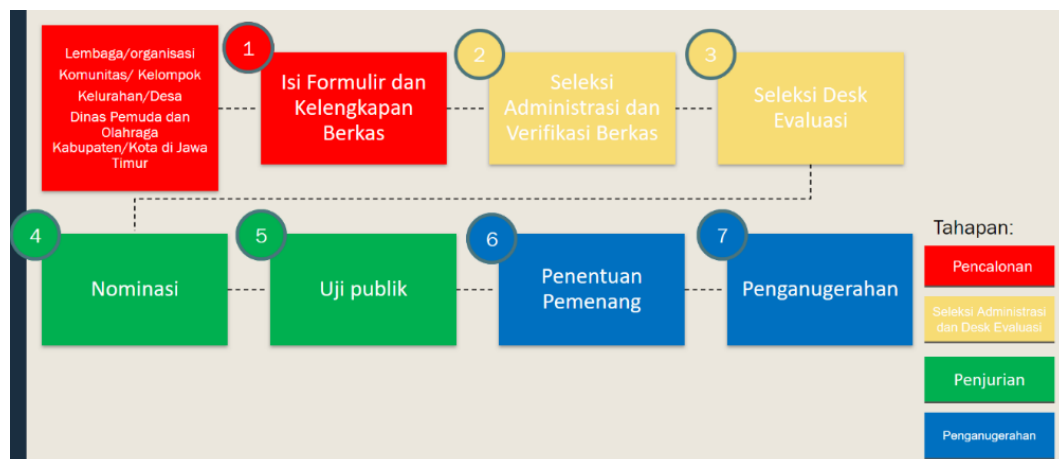 Lembaga/organisasi
Komunitas/ Kelompok
Kelurahan/Desa
Dinas Pemuda dan
Olahraga
Kabupaten/Kota di Jawa
Timur
1
Isi Formulir dan
Kelengkapan
Berkas
2
Seleksi
Administrasi dan
Verifikasi Berkas
3
Seleksi Desk
Evaluasi
4
Nominasi
5
Uji publik
6
Penentuan
Pemenang
7
Penganugerahan
Tahapan:
Pencalonan
Seleksi Administrasi
dan Desk Evaluasi
Penjurian
Penganugerahan